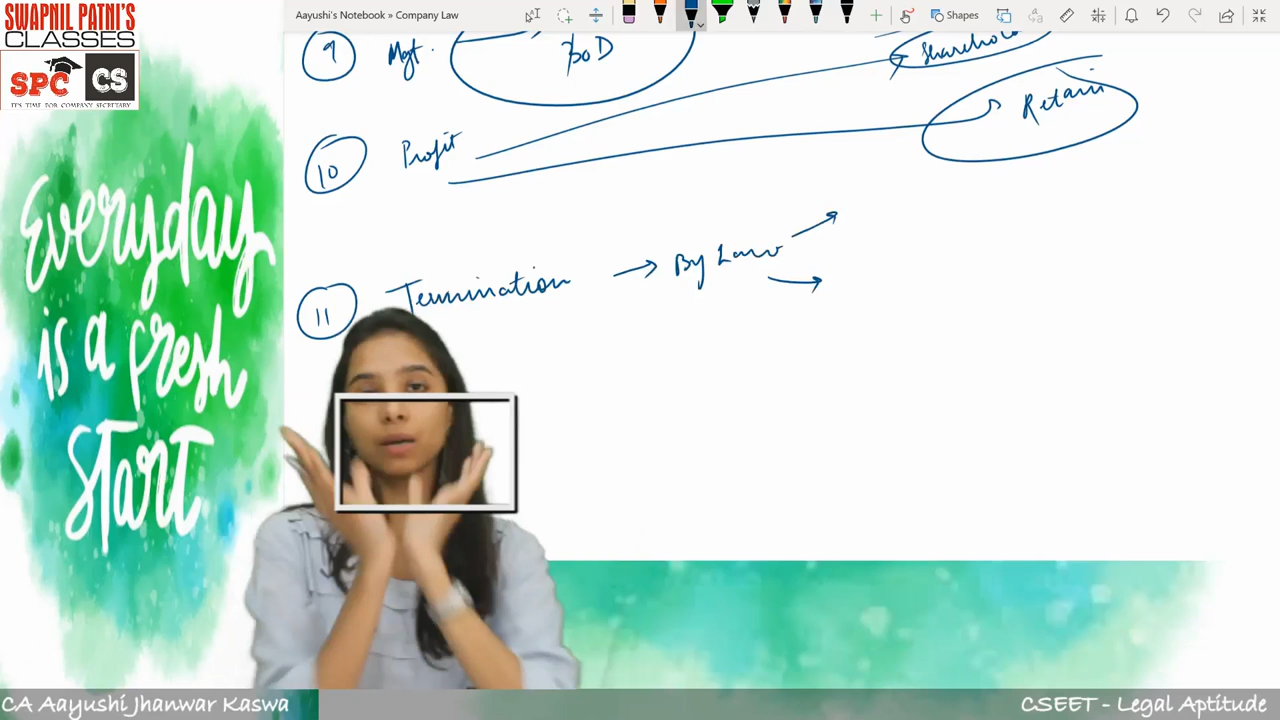 SWAPNIL PATNI'S
CLASSES
SPC CS
IT'S TIME FOR COMPANY SECRETARY
Aayushi's Notebook » Company Law
Shapes
9 Mgt. BoD
Sharehol
Retain
10 Profit
11 Termination → By Law
Everyday
is a fresh
START
CA Aayushi Jhanwar Kaswa
CSEET - Legal Aptitude